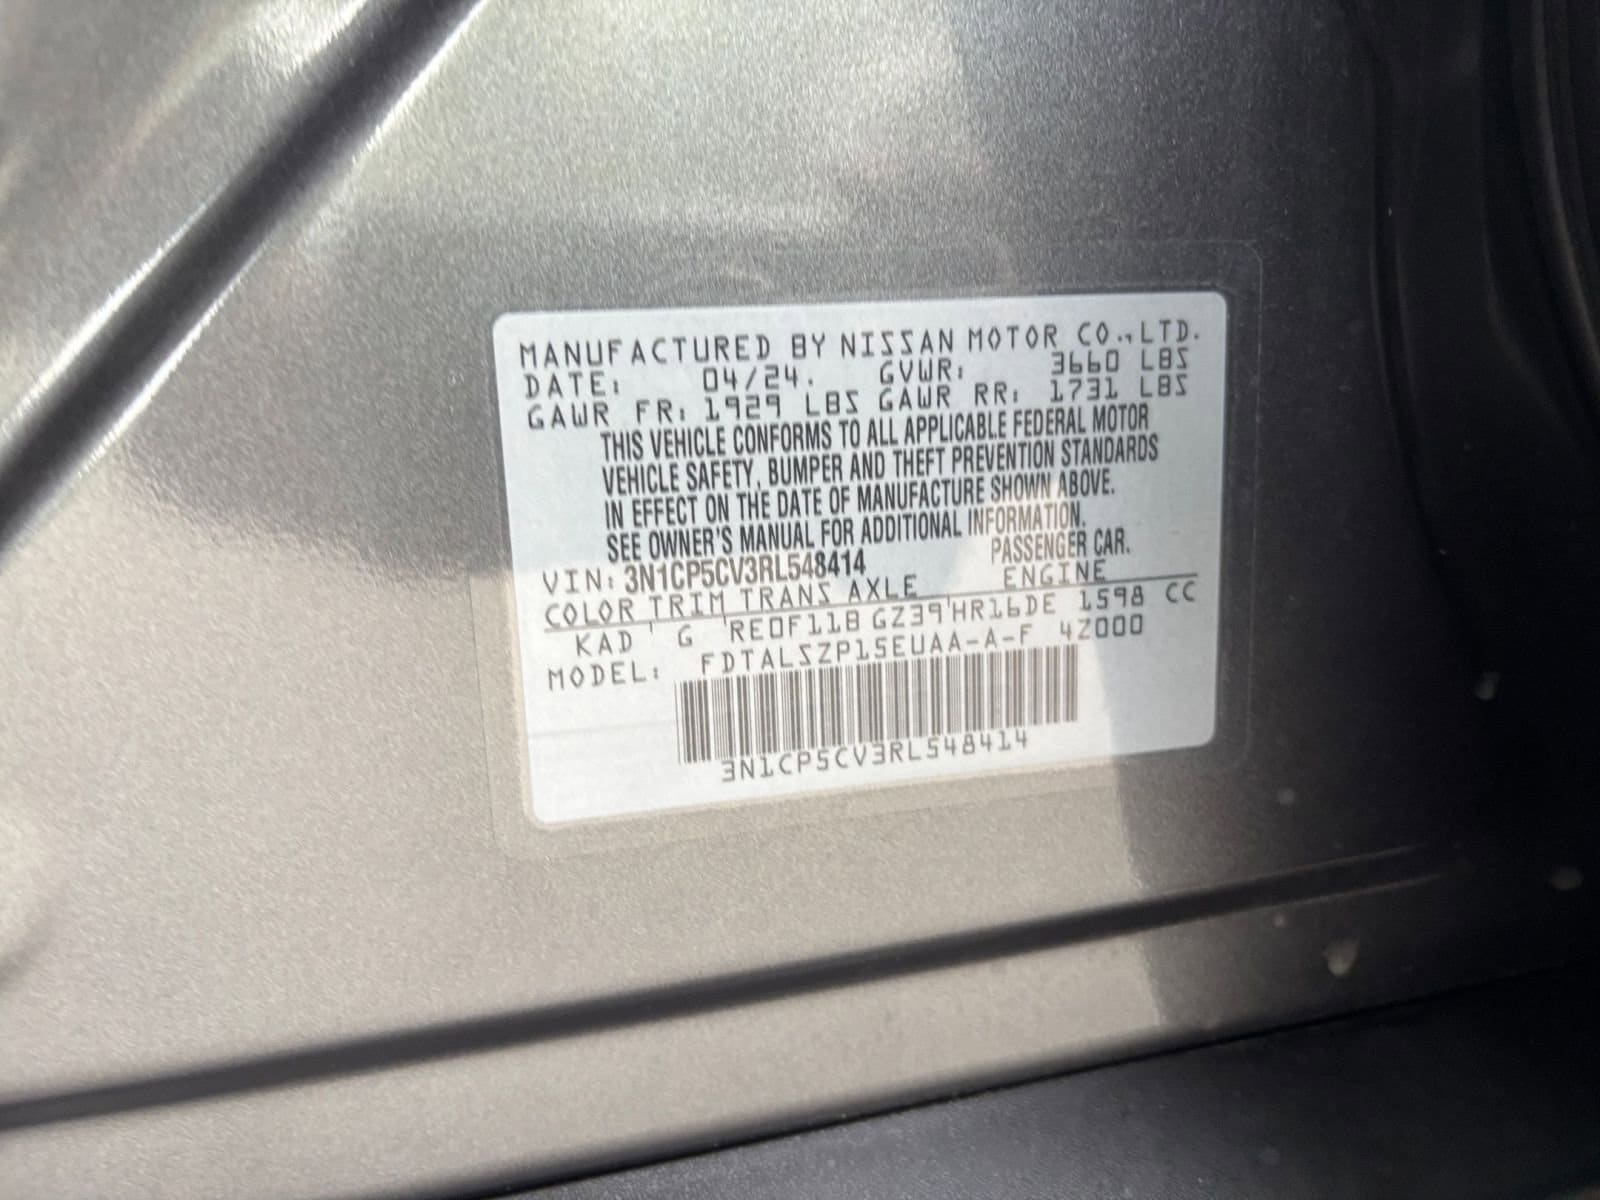 MANUFACTURED BY NISSAN MOTOR CO.,LTD.
DATE: 04/24. GVWR: 3660 LBS
GAWR FR: 1929 LBS GAWR RR: 1731 LBS
THIS VEHICLE CONFORMS TO ALL APPLICABLE FEDERAL MOTOR
VEHICLE SAFETY, BUMPER AND THEFT PREVENTION STANDARDS
IN EFFECT ON THE DATE OF MANUFACTURE SHOWN ABOVE.
SEE OWNER'S MANUAL FOR ADDITIONAL INFORMATION.
VIN: 3N1CP5CV3RL548414 PASSENGER CAR.
COLOR TRIM TRANS AXLE ENGINE
KAD ' G 'RE0F11B GZ39'HR16DE 1598 CC
MODEL: FDTALSZP15EUAA-A-F 4Z000
3N1CP5CV3RL548414